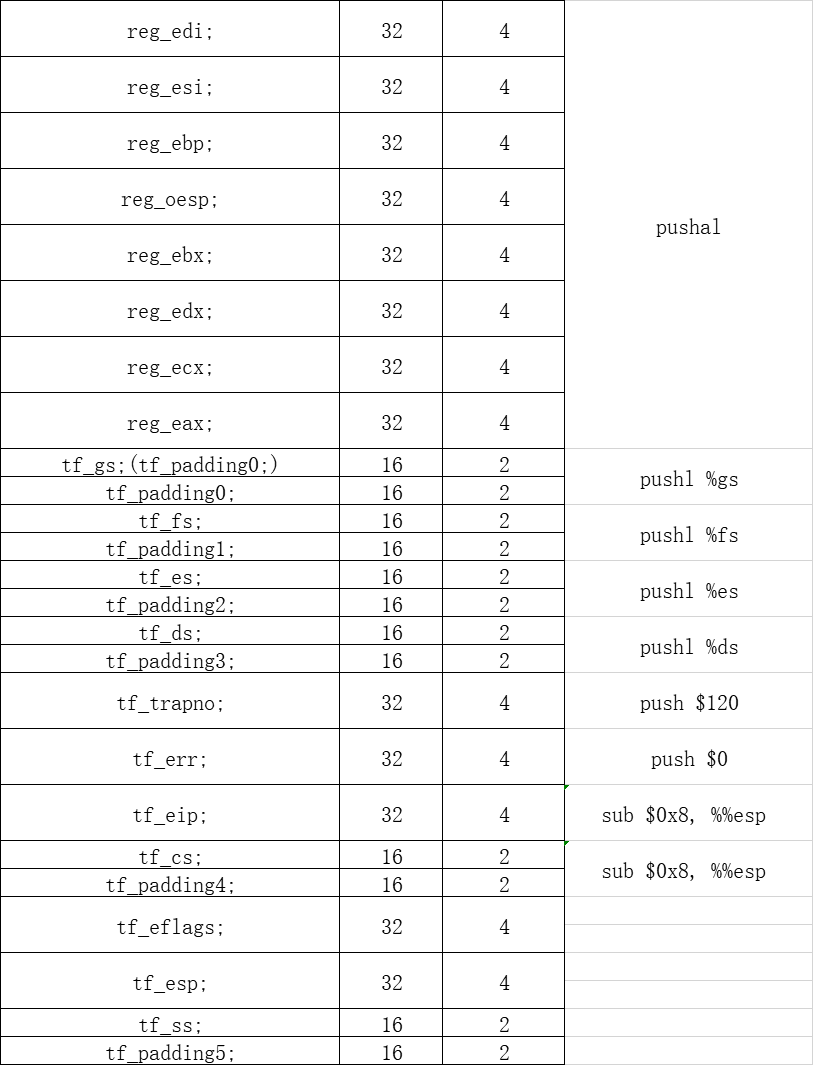 reg_edi; 32 4
reg_esi; 32 4
reg_ebp; 32 4
reg_oesp; 32 4
pushal
reg_ebx; 32 4
reg_edx; 32 4
reg_ecx; 32 4
reg_eax; 32 4
tf_gs;(tf_padding0;) 16 2
pushl %gs
tf_padding0; 16 2
tf_fs; 16 2
pushl %fs
tf_padding1; 16 2
tf_es; 16 2
pushl %es
tf_padding2; 16 2
tf_ds; 16 2
pushl %ds
tf_padding3; 16 2
tf_trapno; 32 4 push $120
tf_err; 32 4 push $0
tf_eip; 32 4 sub $0x8, %%esp
tf_cs; 16 2
sub $0x8, %%esp
tf_padding4; 16 2
tf_eflags; 32 4
tf_esp; 32 4
tf_ss; 16 2
tf_padding5; 16 2